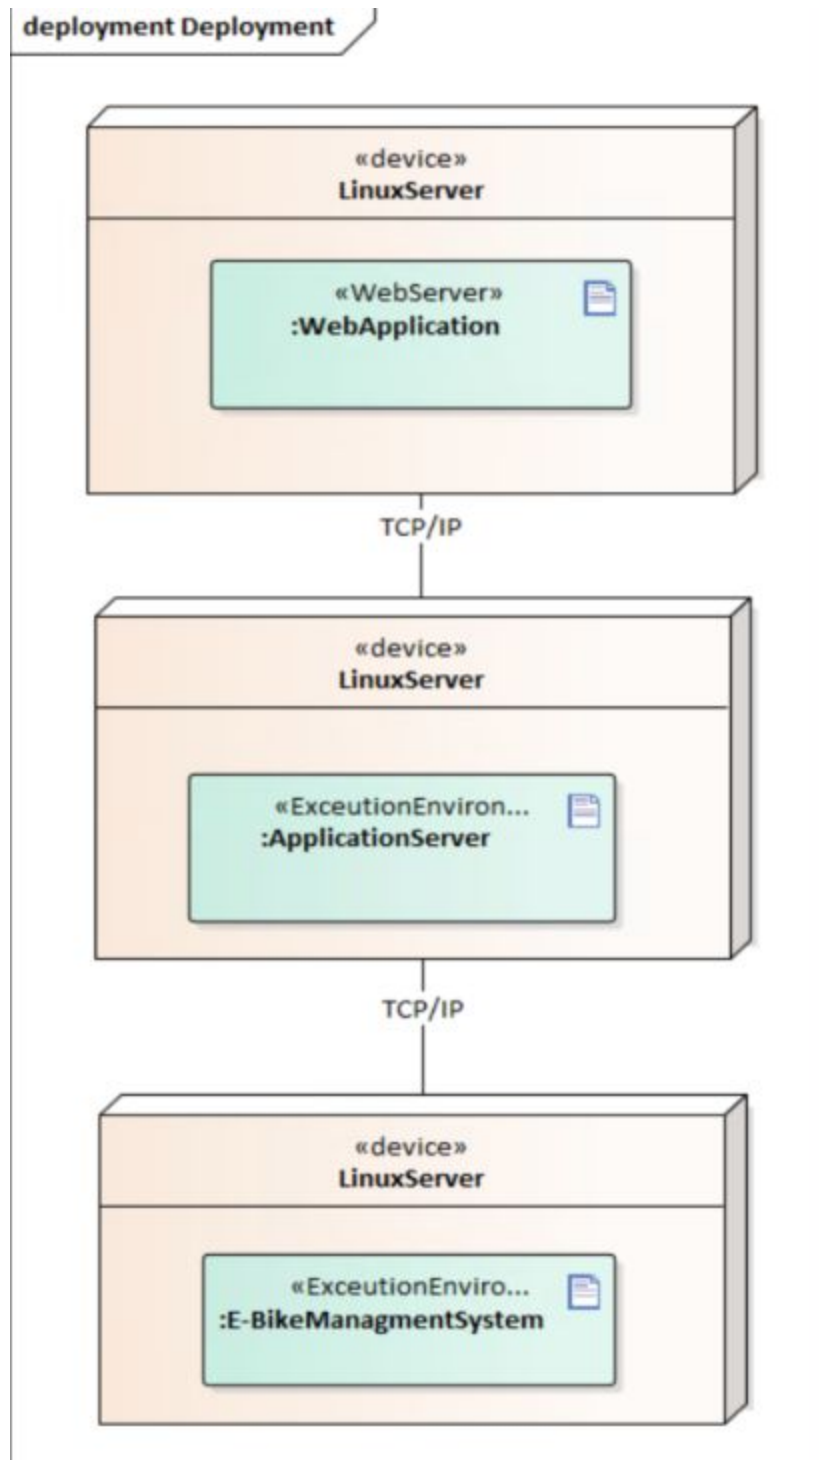 deployment Deployment
«device»
LinuxServer
«WebServer»
:WebApplication
TCP/IP
«device»
LinuxServer
«ExceutionEnviron...
:ApplicationServer
TCP/IP
«device»
LinuxServer
«ExceutionEnviro...
:E-BikeManagmentSystem